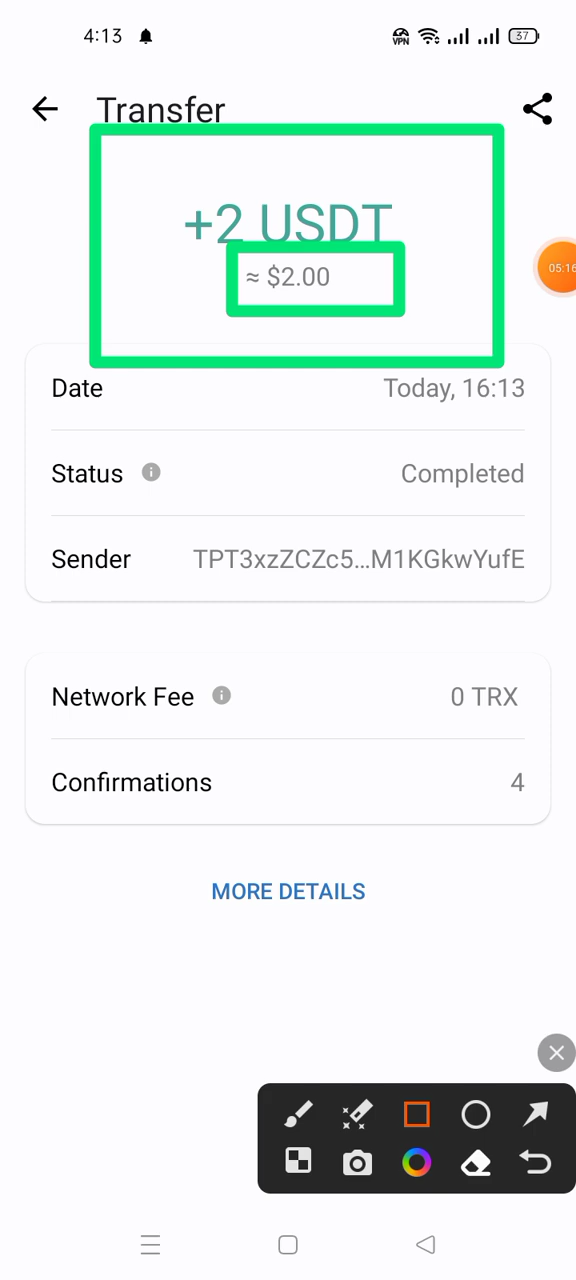 4:13
VPN
37
Transfer
+2 USDT
≈ $2.00
05:16
Date Today, 16:13
Status Completed
Sender TPT3xzZCZc5...M1KGkwYufE
Network Fee 0 TRX
Confirmations 4
MORE DETAILS